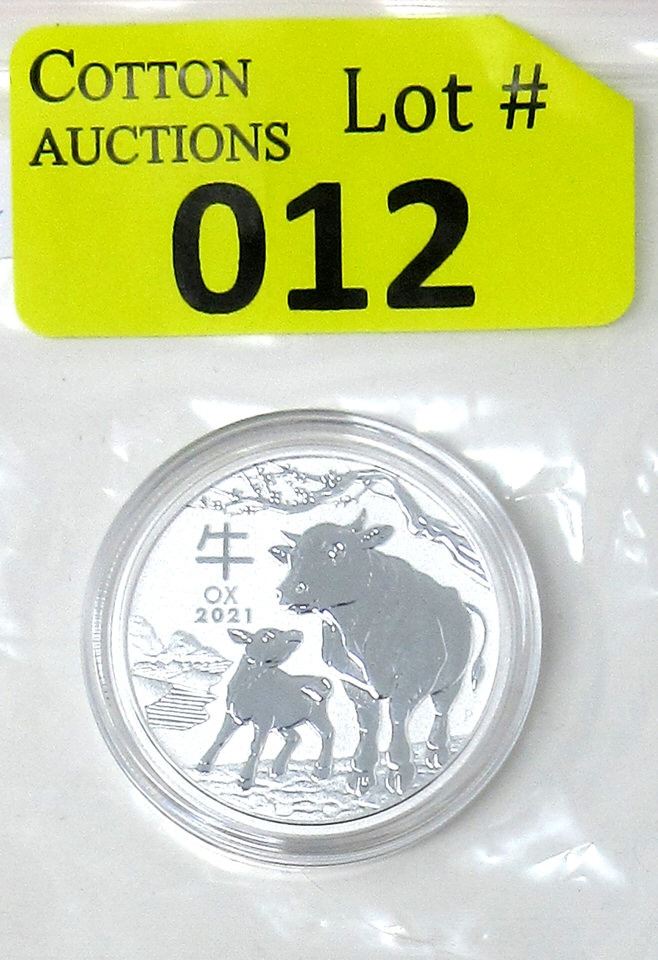 COTTON
AUCTIONS
Lot #
012
牛
OX
2021
P